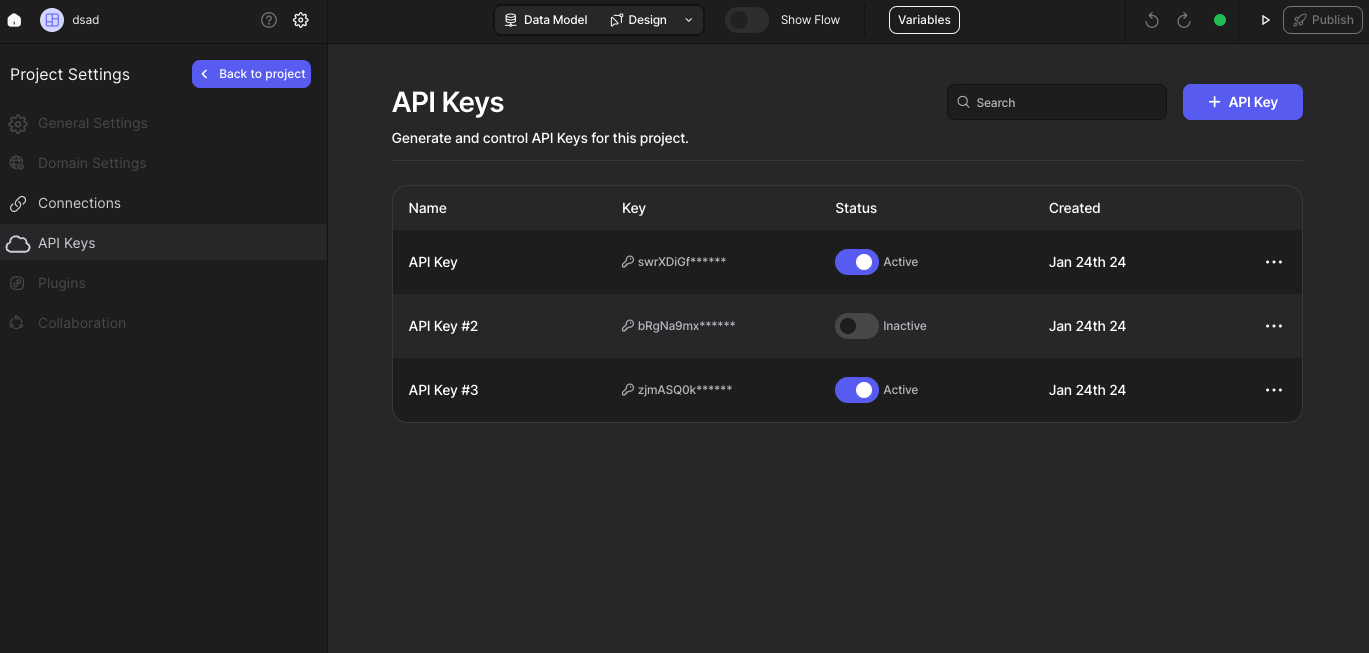 dsad
Data Model
Design
Show Flow
Variables
Publish
Project Settings
Back to project
General Settings
Domain Settings
Connections
API Keys
Plugins
Collaboration
API Keys
Search
+ API Key
Generate and control API Keys for this project.
Name Key Status Created
API Key swrXDiGf****** Active Jan 24th 24
API Key #2 bRgNa9mx****** Inactive Jan 24th 24
API Key #3 zjmASQ0k****** Active Jan 24th 24